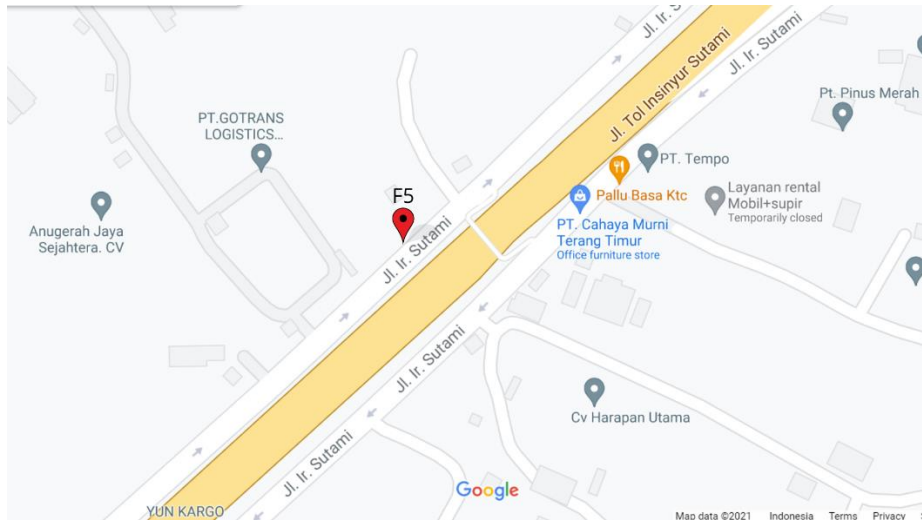 Jl. Ir. Sutami
Jl. Ir. Sutami
Jl. Tol Insinyur Sutami
Pt. Pinus Merah
PT.GOTRANS
LOGISTICS...
PT. Tempo
F5
Pallu Basa Ktc
Layanan rental
Mobil+supir
Temporarily closed
Anugerah Jaya
Sejahtera. CV
PT. Cahaya Murni
Terang Timur
Office furniture store
Jl. Ir. Sutami
Jl. Ir. Sutami
Cv Harapan Utama
Jl. Ir. Sutami
Google
YUN KARGO
Map data ©2021 Indonesia Terms Privacy